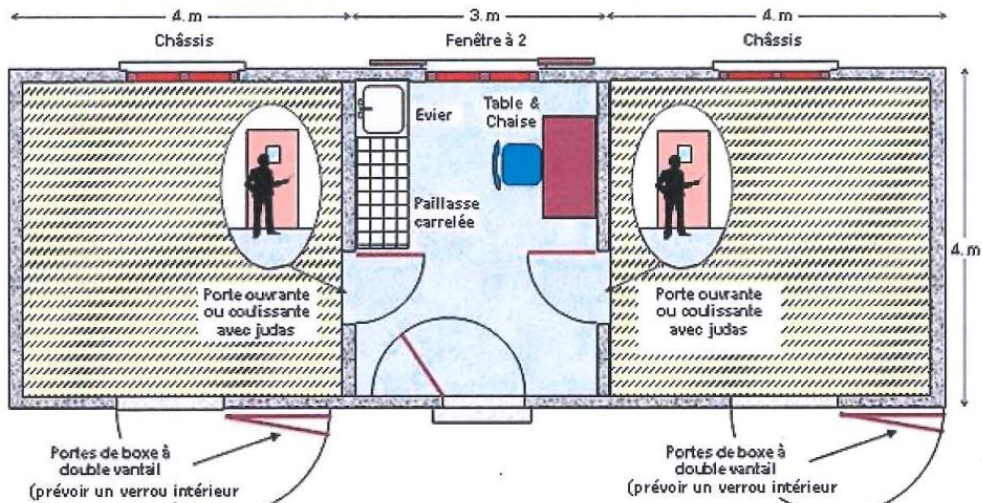 4. m
3. m
4. m
Châssis
Fenêtre à 2
Châssis
Evier
Table &
Chaise
Paillasse
carrelée
4. m
Porte ouvrante
ou coulissante
avec judas
Porte ouvrante
ou coulissante
avec judas
Portes de boxe à
double vantail
(prévoir un verrou intérieur
Portes de boxe à
double vantail
(prévoir un verrou intérieur